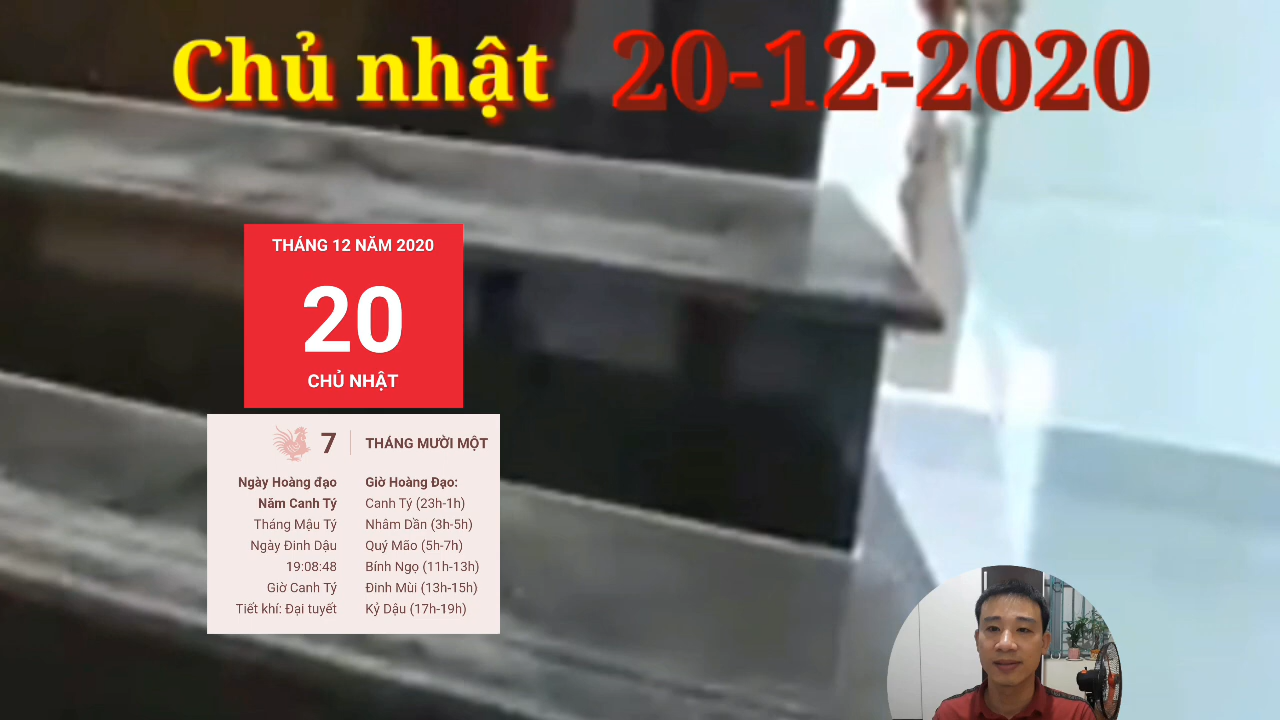 Chủ nhật 20-12-2020
THÁNG 12 NĂM 2020
20
CHỦ NHẬT
7 THÁNG MƯỜI MỘT
Ngày Hoàng đạo Giờ Hoàng Đạo:
Năm Canh Tý Canh Tý (23h-1h)
Tháng Mậu Tý Nhâm Dần (3h-5h)
Ngày Đinh Dậu Quý Mão (5h-7h)
19:08:48 Bính Ngọ (11h-13h)
Giờ Canh Tý Đinh Mùi (13h-15h)
Tiết khí: Đại tuyết Kỷ Dậu (17h-19h)